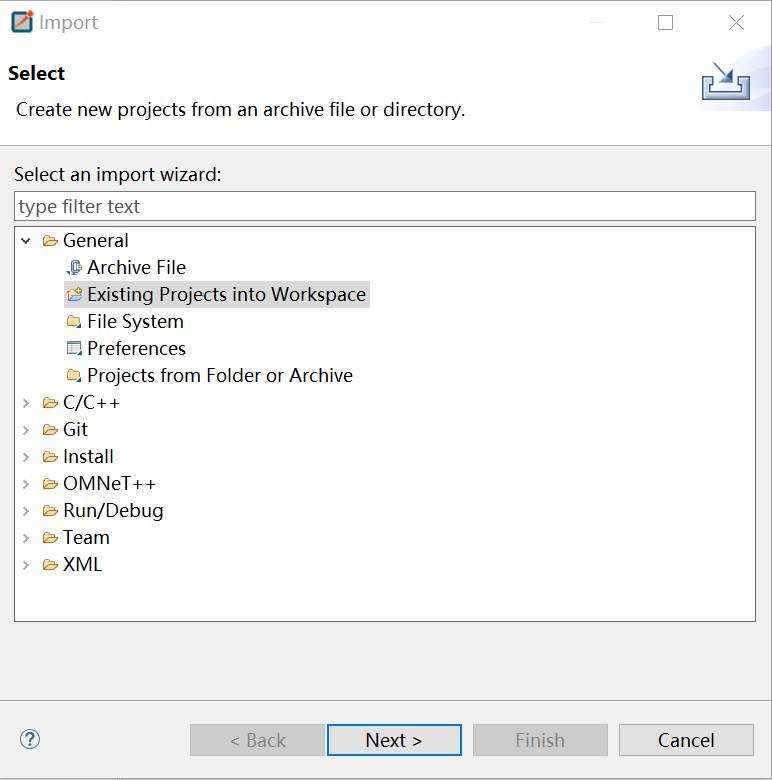 Import
Select
Create new projects from an archive file or directory.
Select an import wizard:
type filter text
General
Archive File
Existing Projects into Workspace
File System
Preferences
Projects from Folder or Archive
C/C++
Git
Install
OMNeT++
Run/Debug
Team
XML
?
< Back
Next >
Finish
Cancel